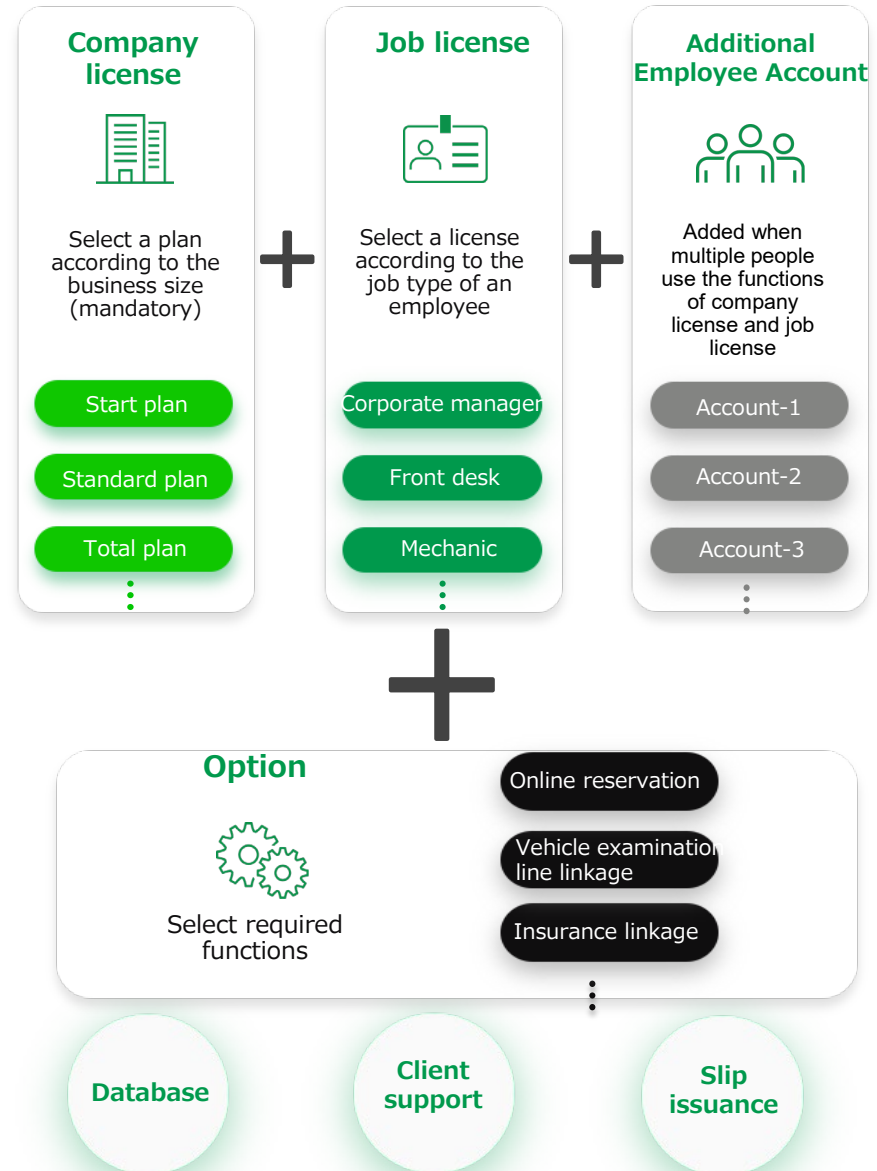 Company
license
Select a plan
according to the
business size
(mandatory)
Start plan
Standard plan
Total plan
Job license
Select a license
according to the
job type of an
employee
Corporate manager
Front desk
Mechanic
Additional
Employee Account
Added when
multiple people
use the functions
of company
license and job
license
Account-1
Account-2
Account-3
Option
Select required
functions
Online reservation
Vehicle examination
line linkage
Insurance linkage
Database
Client
support
Slip
issuance